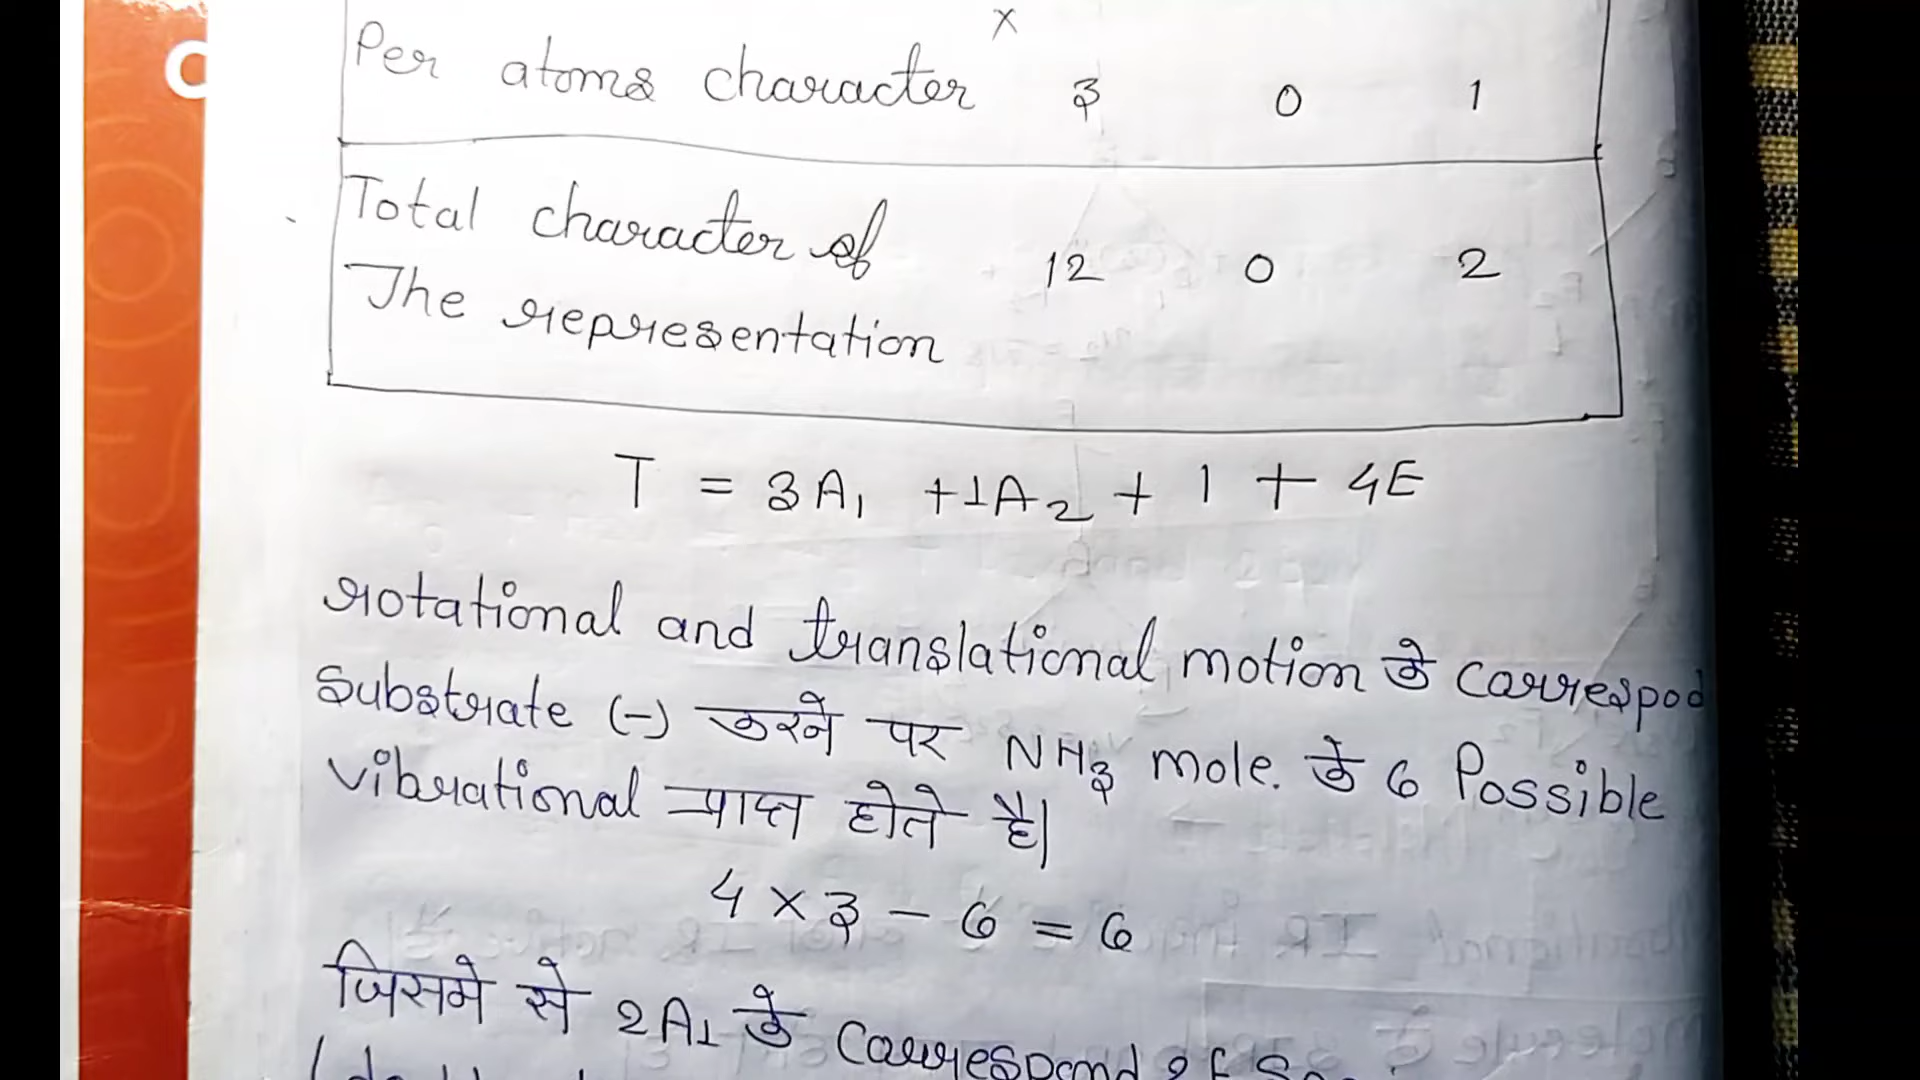 C
x
Per atoms character 3 0 1
Total character of
The representation 12 0 2
T = 3A₁ + 1A₂ + 1 + 4E
rotational and translational motion के correspod
substrate (-) करने पर NH₃ mole. के 6 Possible
vibrational प्राप्त होते है।
4 × 3 - 6 = 6
जिसमे से 2A1 के Correspond